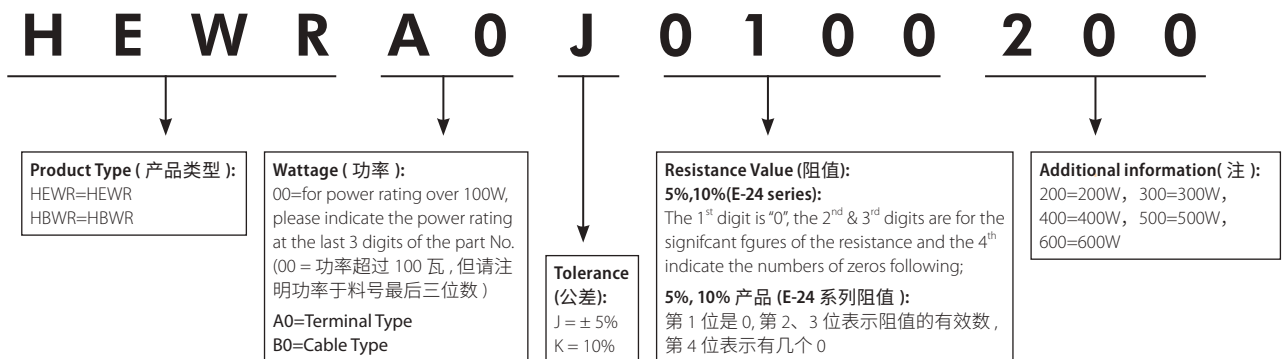 H E W R A 0 J 0 1 0 0 2 0 0
Product Type ( 产品类型 ):
HEWR=HEWR
HBWR=HBWR
Wattage ( 功率 ):
00=for power rating over 100W,
please indicate the power rating
at the last 3 digits of the part No.
(00 = 功率超过 100 瓦 , 但请注
明功率于料号最后三位数 )
A0=Terminal Type
B0=Cable Type
Tolerance
(公差):
J = ± 5%
K = 10%
Resistance Value (阻值):
5%,10%(E-24 series):
The 1st digit is “0”, the 2nd & 3rd digits are for the
signifcant fgures of the resistance and the 4th
indicate the numbers of zeros following;
5%, 10% 产品 (E-24 系列阻值 ):
第 1 位是 0, 第 2、3 位表示阻值的有效数 ,
第 4 位表示有几个 0
Additional information( 注 ):
200=200W，300=300W，
400=400W，500=500W，
600=600W